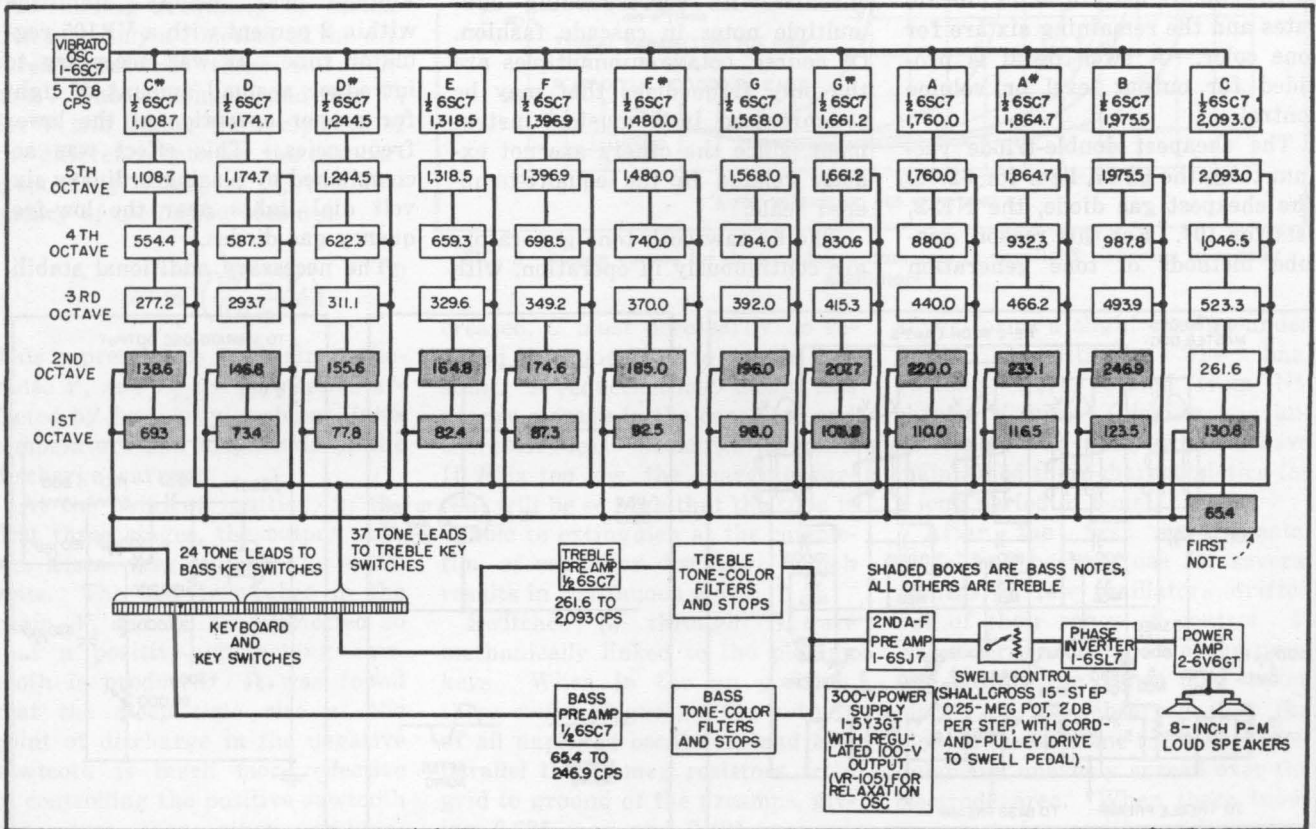 VIBRATO
OSC
1-6SC7
5 TO 8
CPS
C# D D# E F F# G G# A A# B C
½ 6SC7 ½ 6SC7 ½ 6SC7 ½ 6SC7 ½ 6SC7 ½ 6SC7 ½ 6SC7 ½ 6SC7 ½ 6SC7 ½ 6SC7 ½ 6SC7 ½ 6SC7
1,108.7 1,174.7 1,244.5 1,318.5 1,396.9 1,480.0 1,568.0 1,661.2 1,760.0 1,864.7 1,975.5 2,093.0
5TH
OCTAVE
1,108.7 1,174.7 1,244.5 1,318.5 1,396.9 1,480.0 1,568.0 1,661.2 1,760.0 1,864.7 1,975.5 2,093.0
4TH
OCTAVE
554.4 587.3 622.3 659.3 698.5 740.0 784.0 830.6 880.0 932.3 987.8 1,046.5
3RD
OCTAVE
277.2 293.7 311.1 329.6 349.2 370.0 392.0 415.3 440.0 466.2 493.9 523.3
2ND
OCTAVE
138.6 146.8 155.6 164.8 174.6 185.0 196.0 207.7 220.0 233.1 246.9 261.6
1ST
OCTAVE
69.3 73.4 77.8 82.4 87.3 92.5 98.0 110.0 116.5 123.5 130.8
65.4
FIRST
NOTE
24 TONE LEADS TO
BASS KEY SWITCHES
37 TONE LEADS
TO TREBLE KEY
SWITCHES
KEYBOARD
AND
KEY SWITCHES
TREBLE
PREAMP
½ 6SC7
261.6 TO
2,093 CPS
TREBLE
TONE-COLOR
FILTERS
AND STOPS
SHADED BOXES ARE BASS NOTES,
ALL OTHERS ARE TREBLE
BASS
PREAMP
½ 6SC7
65.4 TO
246.9 CPS
BASS
TONE-COLOR
FILTERS
AND STOPS
2ND A-F
PRE AMP
1-6SJ7
SWELL CONTROL
(SHALLCROSS 15-STEP
0.25-MEG POT, 2 DB
PER STEP WITH CORD-
AND-PULLEY DRIVE
TO SWELL PEDAL)
PHASE
INVERTER
1-6SL7
POWER
AMP
2-6V6GT
8-INCH P-M
LOUD SPEAKERS
300-V POWER
SUPPLY
1-5Y3GT
WITH REGU-
LATED 100-V
OUTPUT
(VR-105) FOR
RELAXATION
OSC